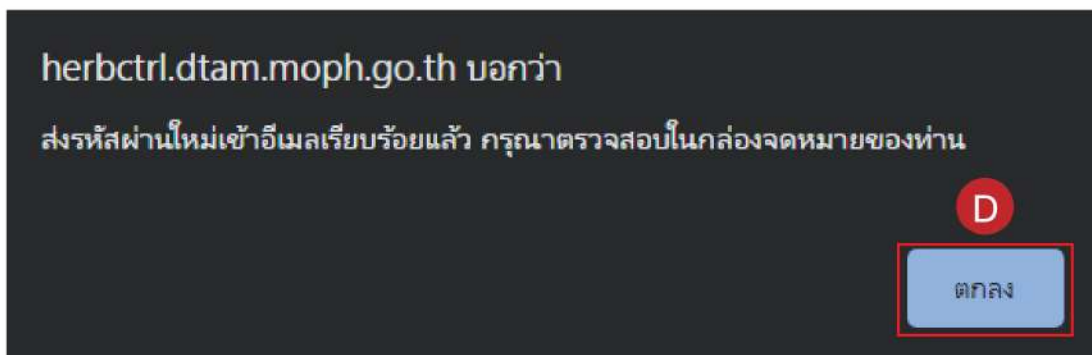 herbctrl.dtam.moph.go.th บอกว่า
ส่งรหัสผ่านใหม่เข้าอีเมลเรียบร้อยแล้ว กรุณาตรวจสอบในกล่องจดหมายของท่าน
D
ตกลง